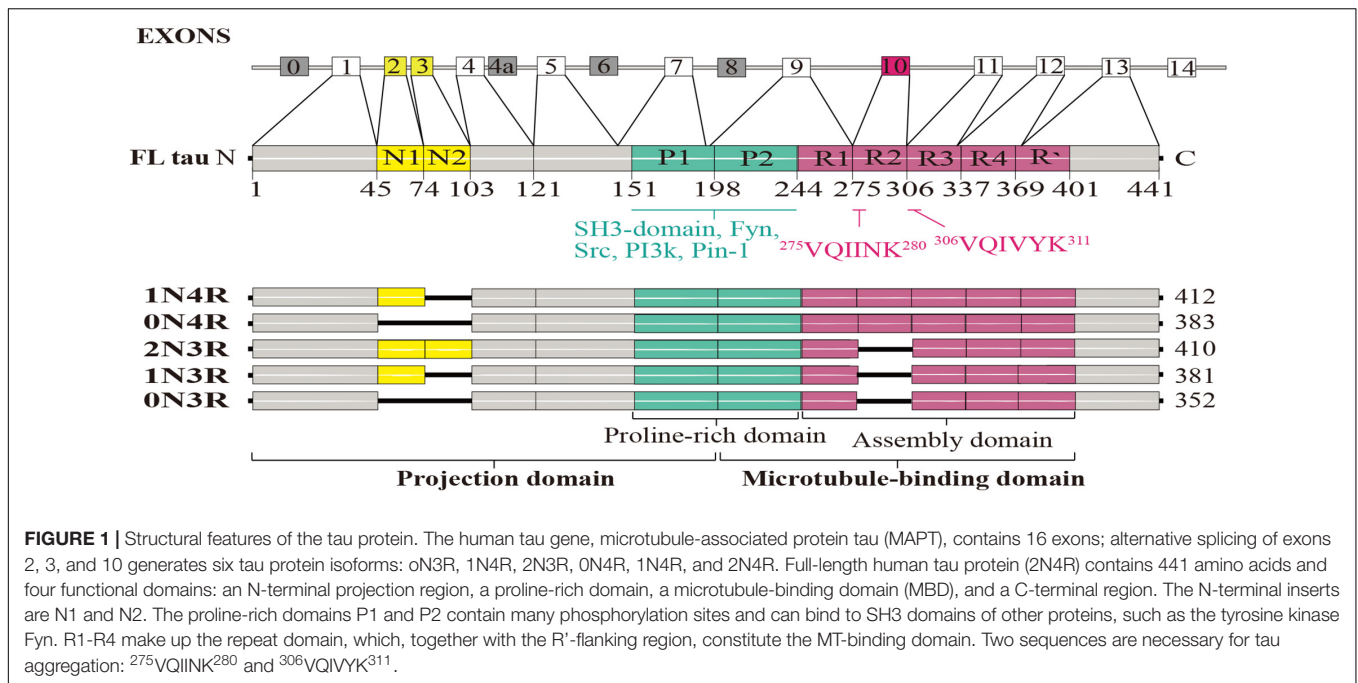 EXONS
0 1 2 3 4 4a 5 6 7 8 9 10 11 12 13 14
FL tau N N1 N2 P1 P2 R1 R2 R3 R4 R` C
1 45 74 103 121 151 198 244 275 306 337 369 401 441
SH3-domain, Fyn,
Src, PI3k, Pin-1
²⁷⁵VQIINK²⁸⁰ ³⁰⁶VQIVYK³¹¹
1N4R 412
0N4R 383
2N3R 410
1N3R 381
0N3R 352
Proline-rich domain Assembly domain
Projection domain Microtubule-binding domain
FIGURE 1 | Structural features of the tau protein. The human tau gene, microtubule-associated protein tau (MAPT), contains 16 exons; alternative splicing of exons
2, 3, and 10 generates six tau protein isoforms: oN3R, 1N4R, 2N3R, 0N4R, 1N4R, and 2N4R. Full-length human tau protein (2N4R) contains 441 amino acids and
four functional domains: an N-terminal projection region, a proline-rich domain, a microtubule-binding domain (MBD), and a C-terminal region. The N-terminal inserts
are N1 and N2. The proline-rich domains P1 and P2 contain many phosphorylation sites and can bind to SH3 domains of other proteins, such as the tyrosine kinase
Fyn. R1-R4 make up the repeat domain, which, together with the R'-flanking region, constitute the MT-binding domain. Two sequences are necessary for tau
aggregation: ²⁷⁵VQIINK²⁸⁰ and ³⁰⁶VQIVYK³¹¹.